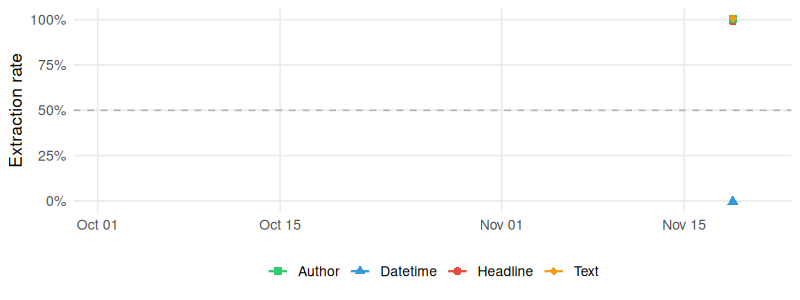 Extraction rate
100%
75%
50%
25%
0%
Oct 01 Oct 15 Nov 01 Nov 15
Author Datetime Headline Text